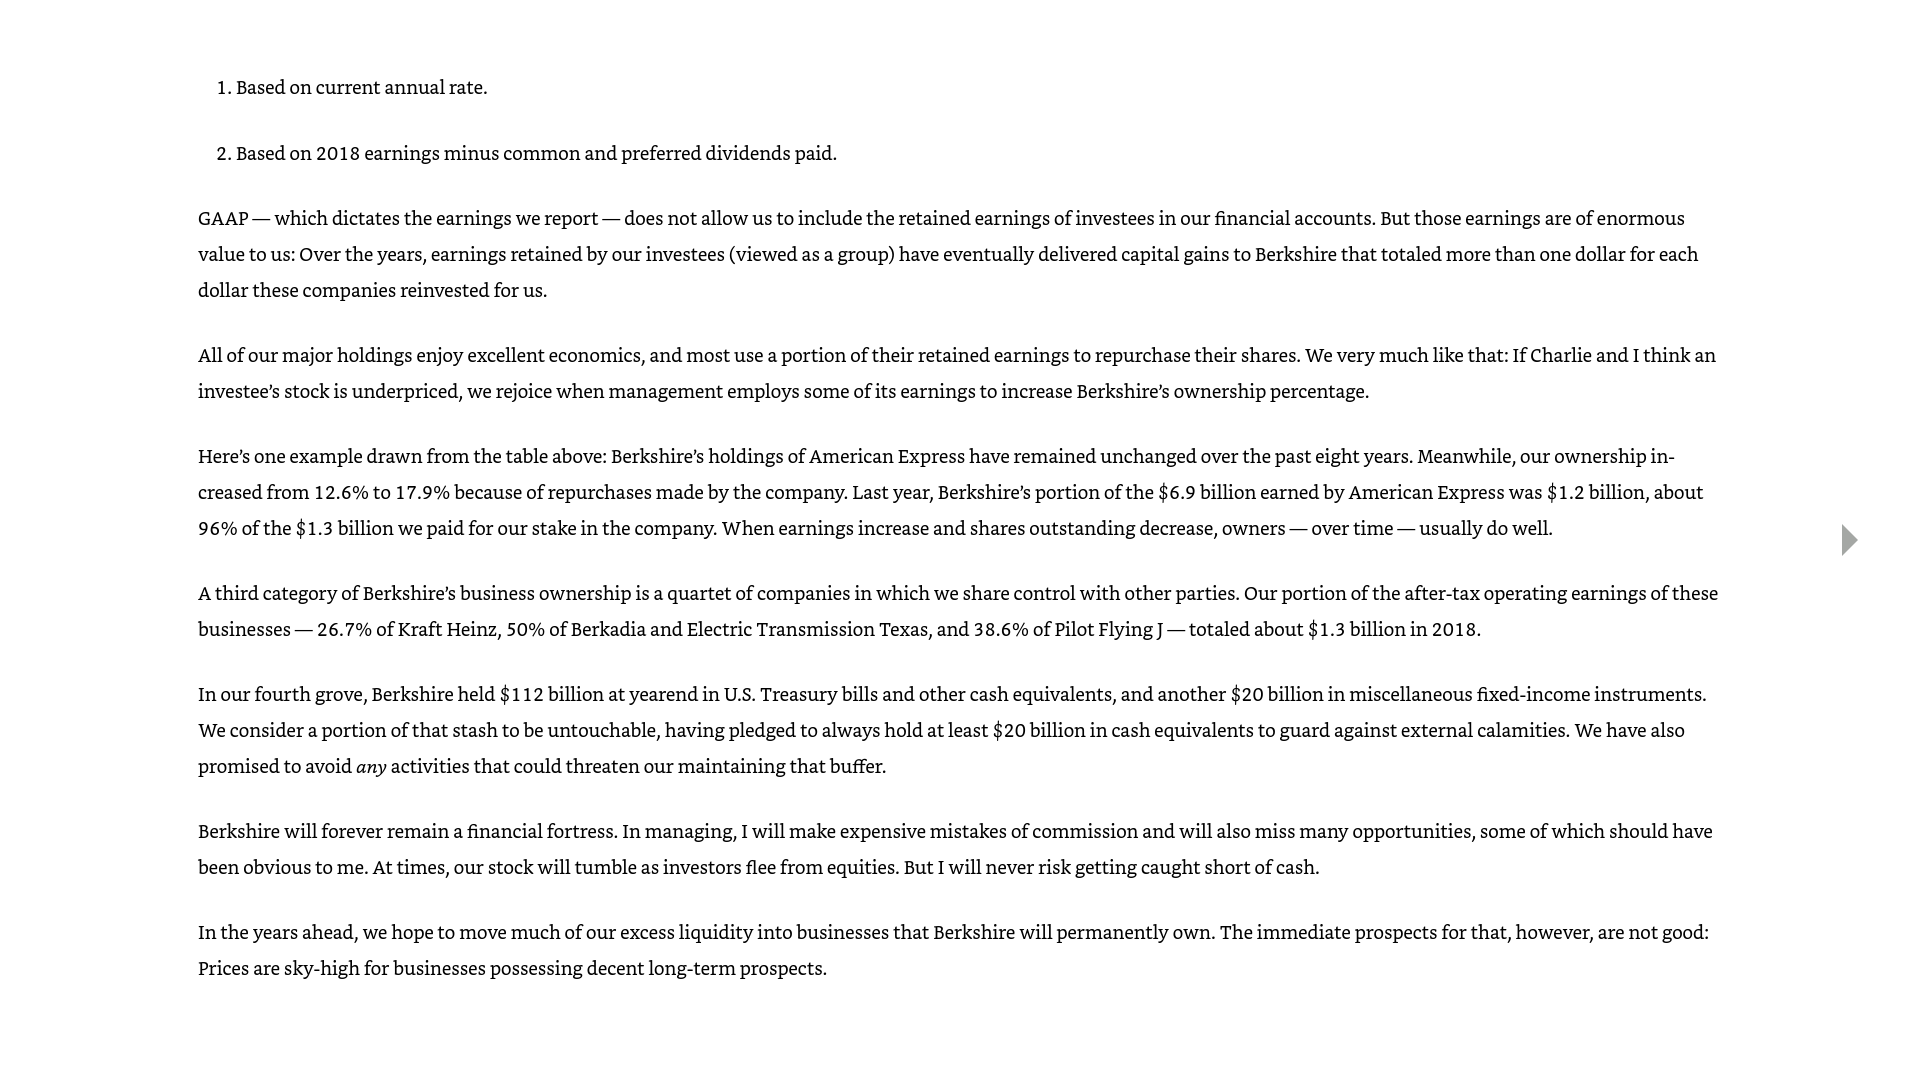 1. Based on current annual rate.
2. Based on 2018 earnings minus common and preferred dividends paid.
GAAP — which dictates the earnings we report — does not allow us to include the retained earnings of investees in our financial accounts. But those earnings are of enormous
value to us: Over the years, earnings retained by our investees (viewed as a group) have eventually delivered capital gains to Berkshire that totaled more than one dollar for each
dollar these companies reinvested for us.
All of our major holdings enjoy excellent economics, and most use a portion of their retained earnings to repurchase their shares. We very much like that: If Charlie and I think an
investee’s stock is underpriced, we rejoice when management employs some of its earnings to increase Berkshire’s ownership percentage.
Here’s one example drawn from the table above: Berkshire’s holdings of American Express have remained unchanged over the past eight years. Meanwhile, our ownership in-
creased from 12.6% to 17.9% because of repurchases made by the company. Last year, Berkshire’s portion of the $6.9 billion earned by American Express was $1.2 billion, about
96% of the $1.3 billion we paid for our stake in the company. When earnings increase and shares outstanding decrease, owners — over time — usually do well.
A third category of Berkshire’s business ownership is a quartet of companies in which we share control with other parties. Our portion of the after-tax operating earnings of these
businesses — 26.7% of Kraft Heinz, 50% of Berkadia and Electric Transmission Texas, and 38.6% of Pilot Flying J — totaled about $1.3 billion in 2018.
In our fourth grove, Berkshire held $112 billion at yearend in U.S. Treasury bills and other cash equivalents, and another $20 billion in miscellaneous fixed-income instruments.
We consider a portion of that stash to be untouchable, having pledged to always hold at least $20 billion in cash equivalents to guard against external calamities. We have also
promised to avoid any activities that could threaten our maintaining that buffer.
Berkshire will forever remain a financial fortress. In managing, I will make expensive mistakes of commission and will also miss many opportunities, some of which should have
been obvious to me. At times, our stock will tumble as investors flee from equities. But I will never risk getting caught short of cash.
In the years ahead, we hope to move much of our excess liquidity into businesses that Berkshire will permanently own. The immediate prospects for that, however, are not good:
Prices are sky-high for businesses possessing decent long-term prospects.